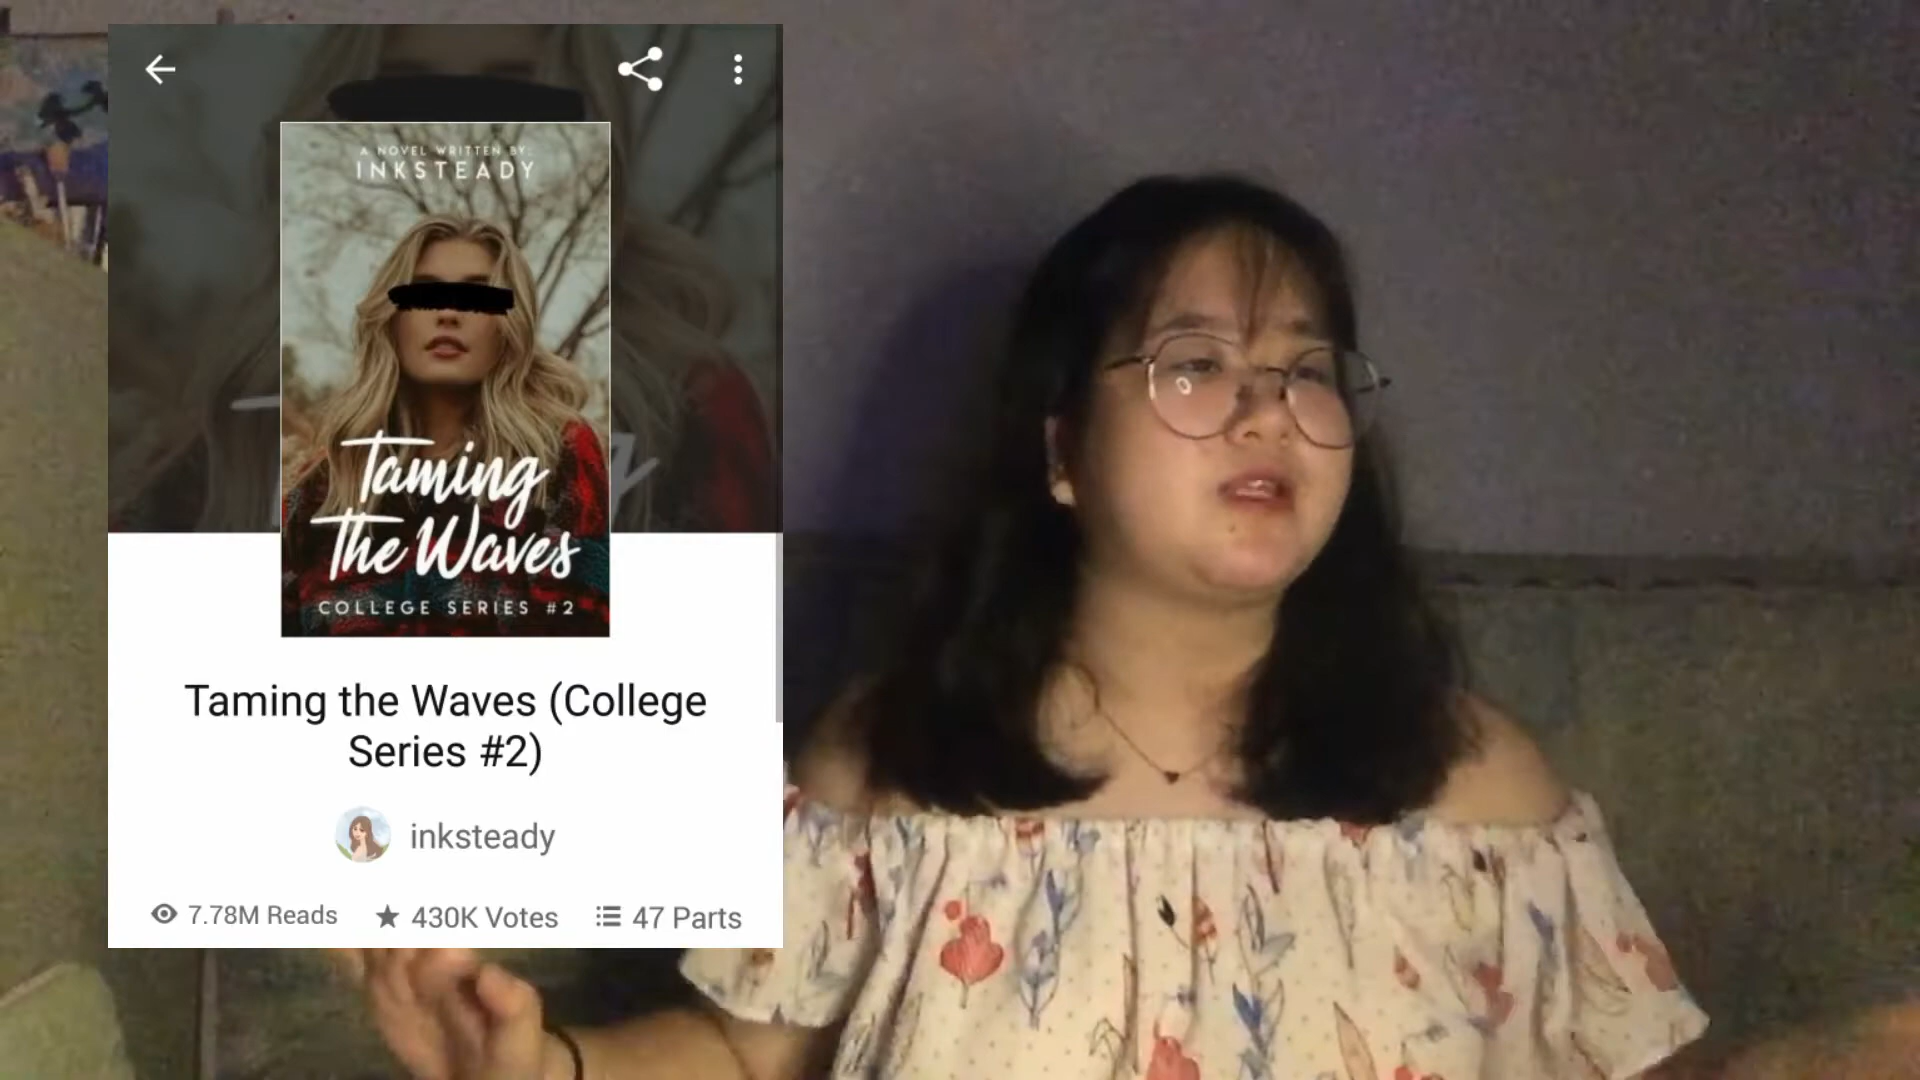 A NOVEL WRITTEN BY:
INKSTEADY
Taming
The Waves
COLLEGE SERIES #2
Taming the Waves (College
Series #2)
inksteady
7.78M Reads 430K Votes 47 Parts